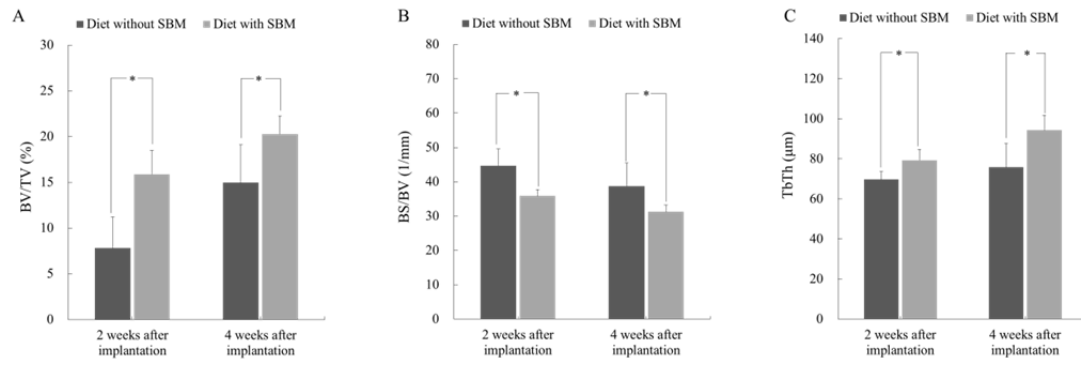 A
Diet without SBM
Diet with SBM
BV/TV (%)
30
25
20
15
10
5
0
*
*
2 weeks after
implantation
4 weeks after
implantation
B
Diet without SBM
Diet with SBM
BS/BV (1/mm)
80
70
60
50
40
30
20
10
0
*
*
2 weeks after
implantation
4 weeks after
implantation
C
Diet without SBM
Diet with SBM
TbTh (μm)
140
120
100
80
60
40
20
0
*
*
2 weeks after
implantation
4 weeks after
implantation